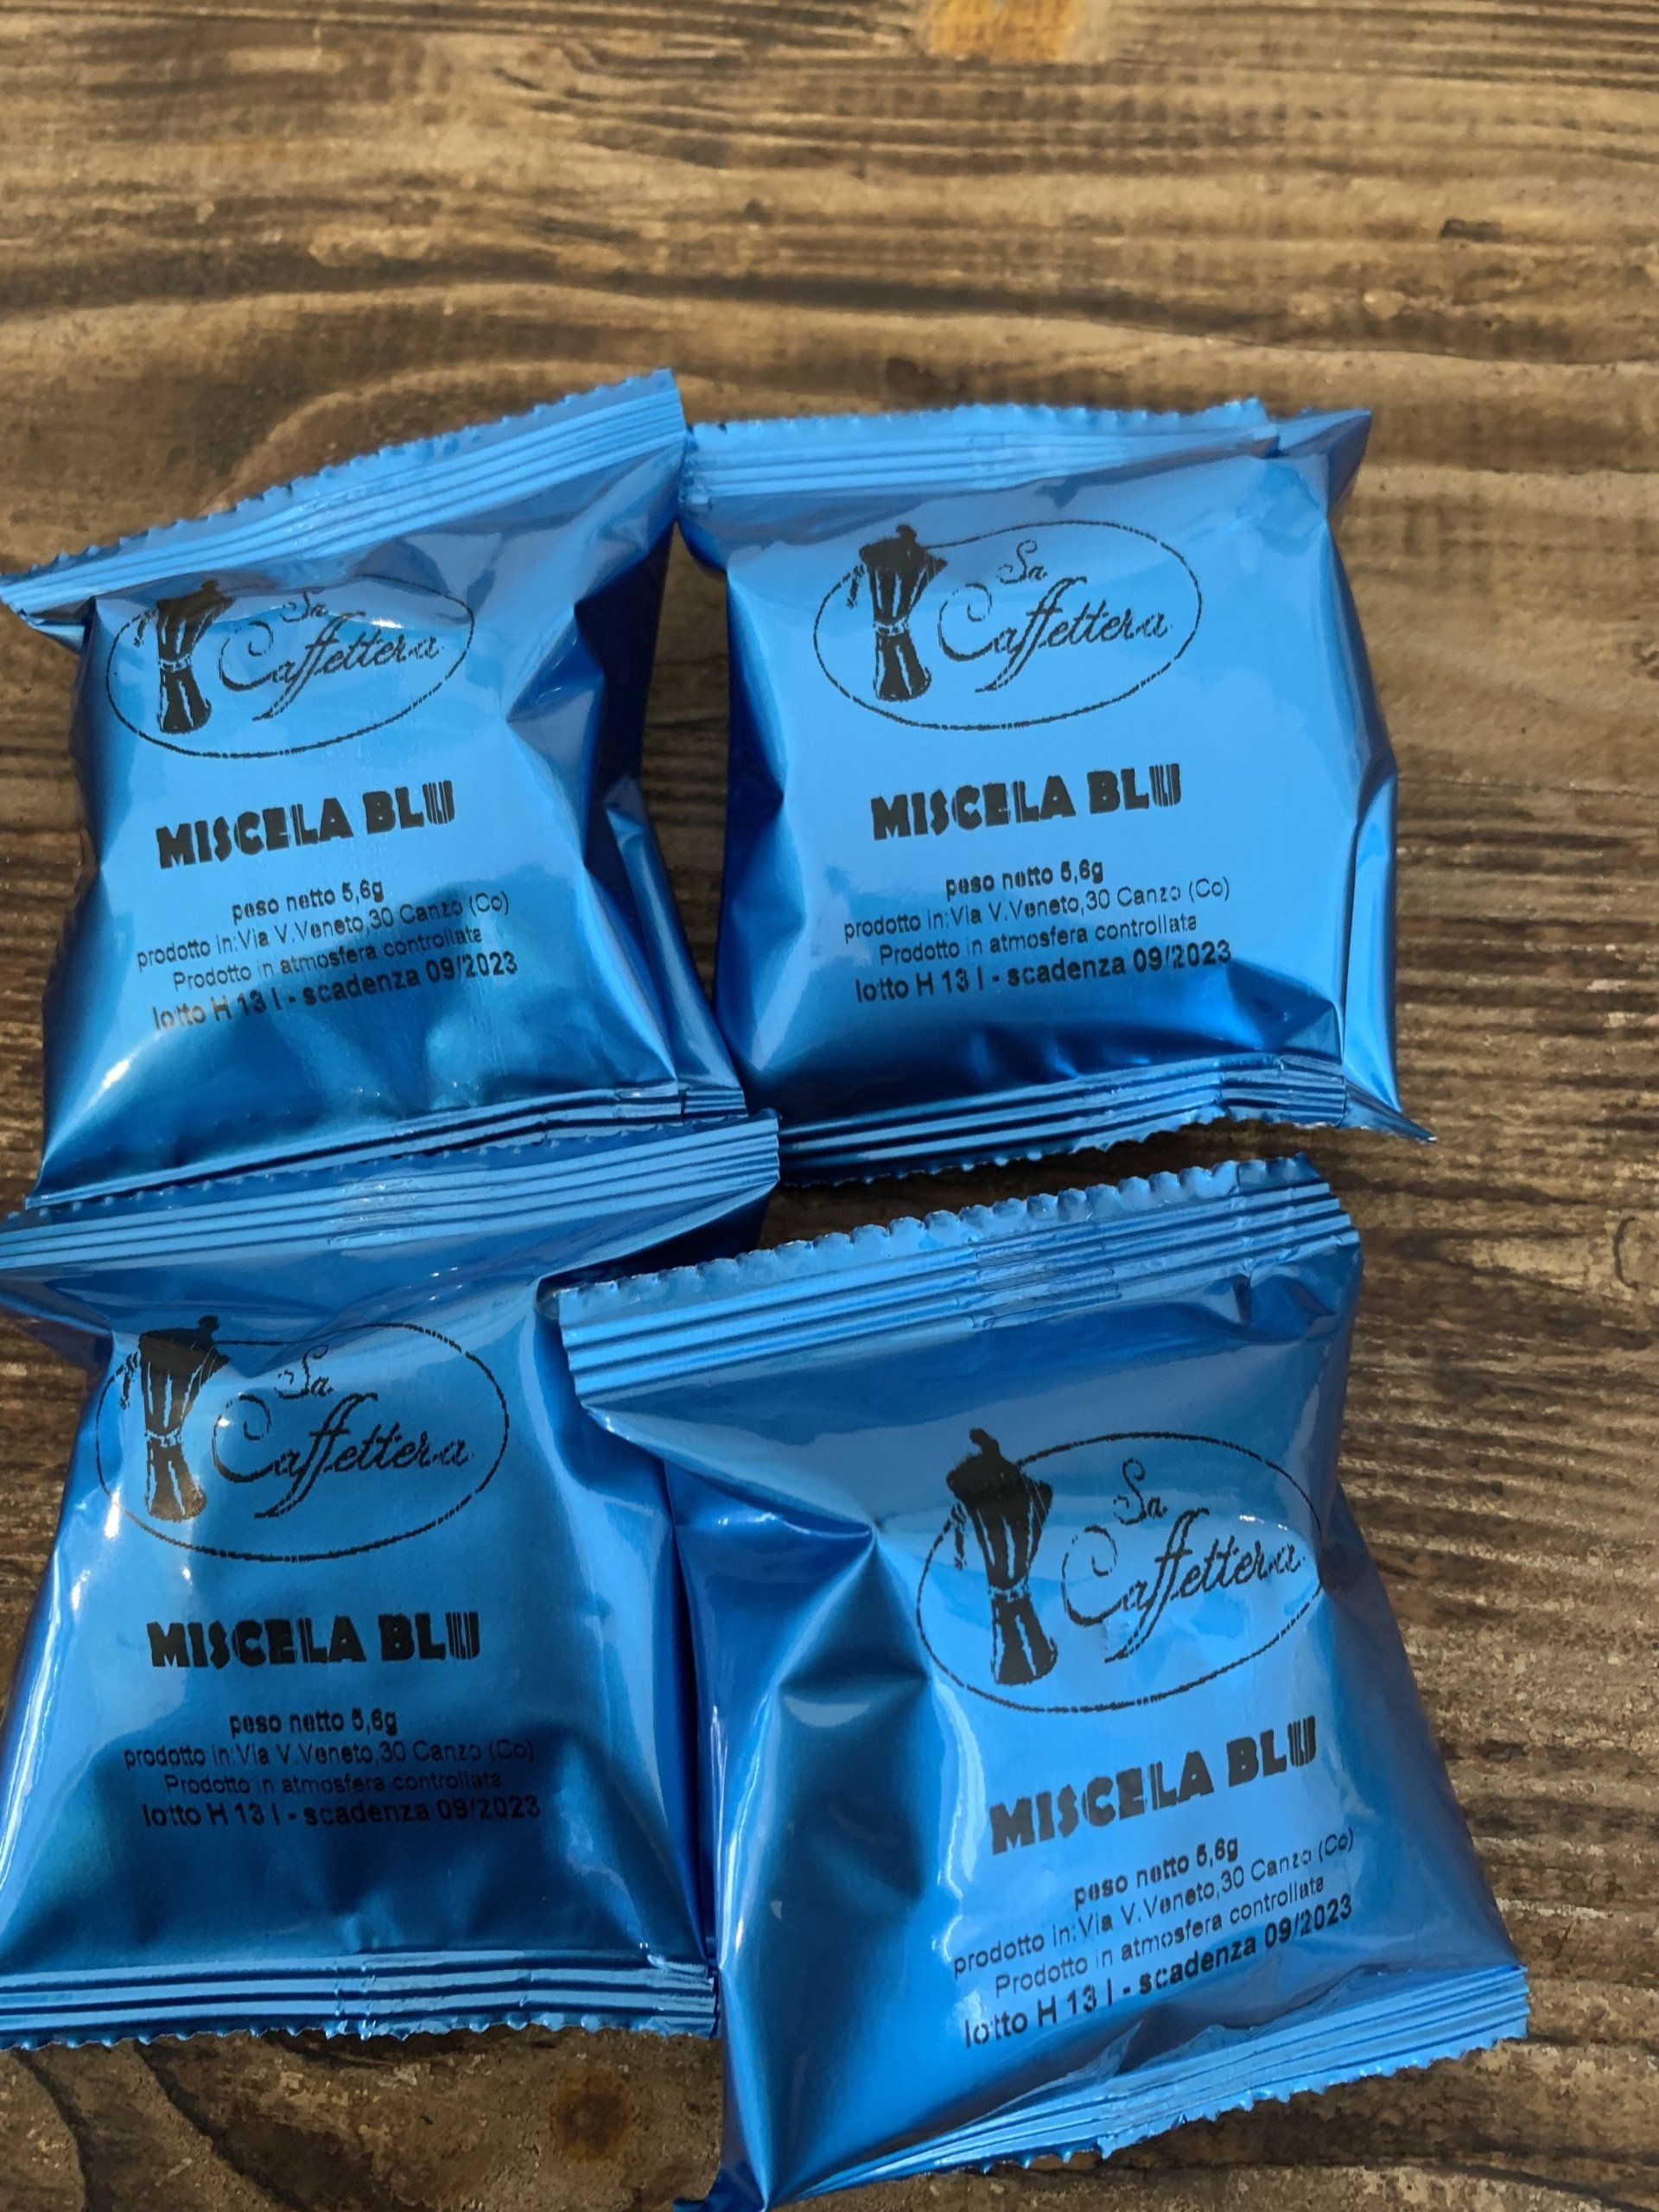 Sa
Caffettera
MISCELA BLU
peso netto 5,6g
prodotto in:Via V.Veneto,30 Canzo (Co)
Prodotto in atmosfera controllata
lotto H 13 I - scadenza 09/2023
Sa
Caffettera
MISCELA BLU
peso netto 5,6g
prodotto in:Via V.Veneto,30 Canzo (Co)
Prodotto in atmosfera controllata
lotto H 13 I - scadenza 09/2023
Sa
Caffettera
MISCELA BLU
peso netto 5,6g
prodotto in:Via V.Veneto,30 Canzo (Co)
Prodotto in atmosfera controllata
lotto H 13 I - scadenza 09/2023
Sa
Caffettera
MISCELA BLU
peso netto 5,6g
prodotto in:Via V.Veneto,30 Canzo (Co)
Prodotto in atmosfera controllata
lotto H 13 I - scadenza 09/2023